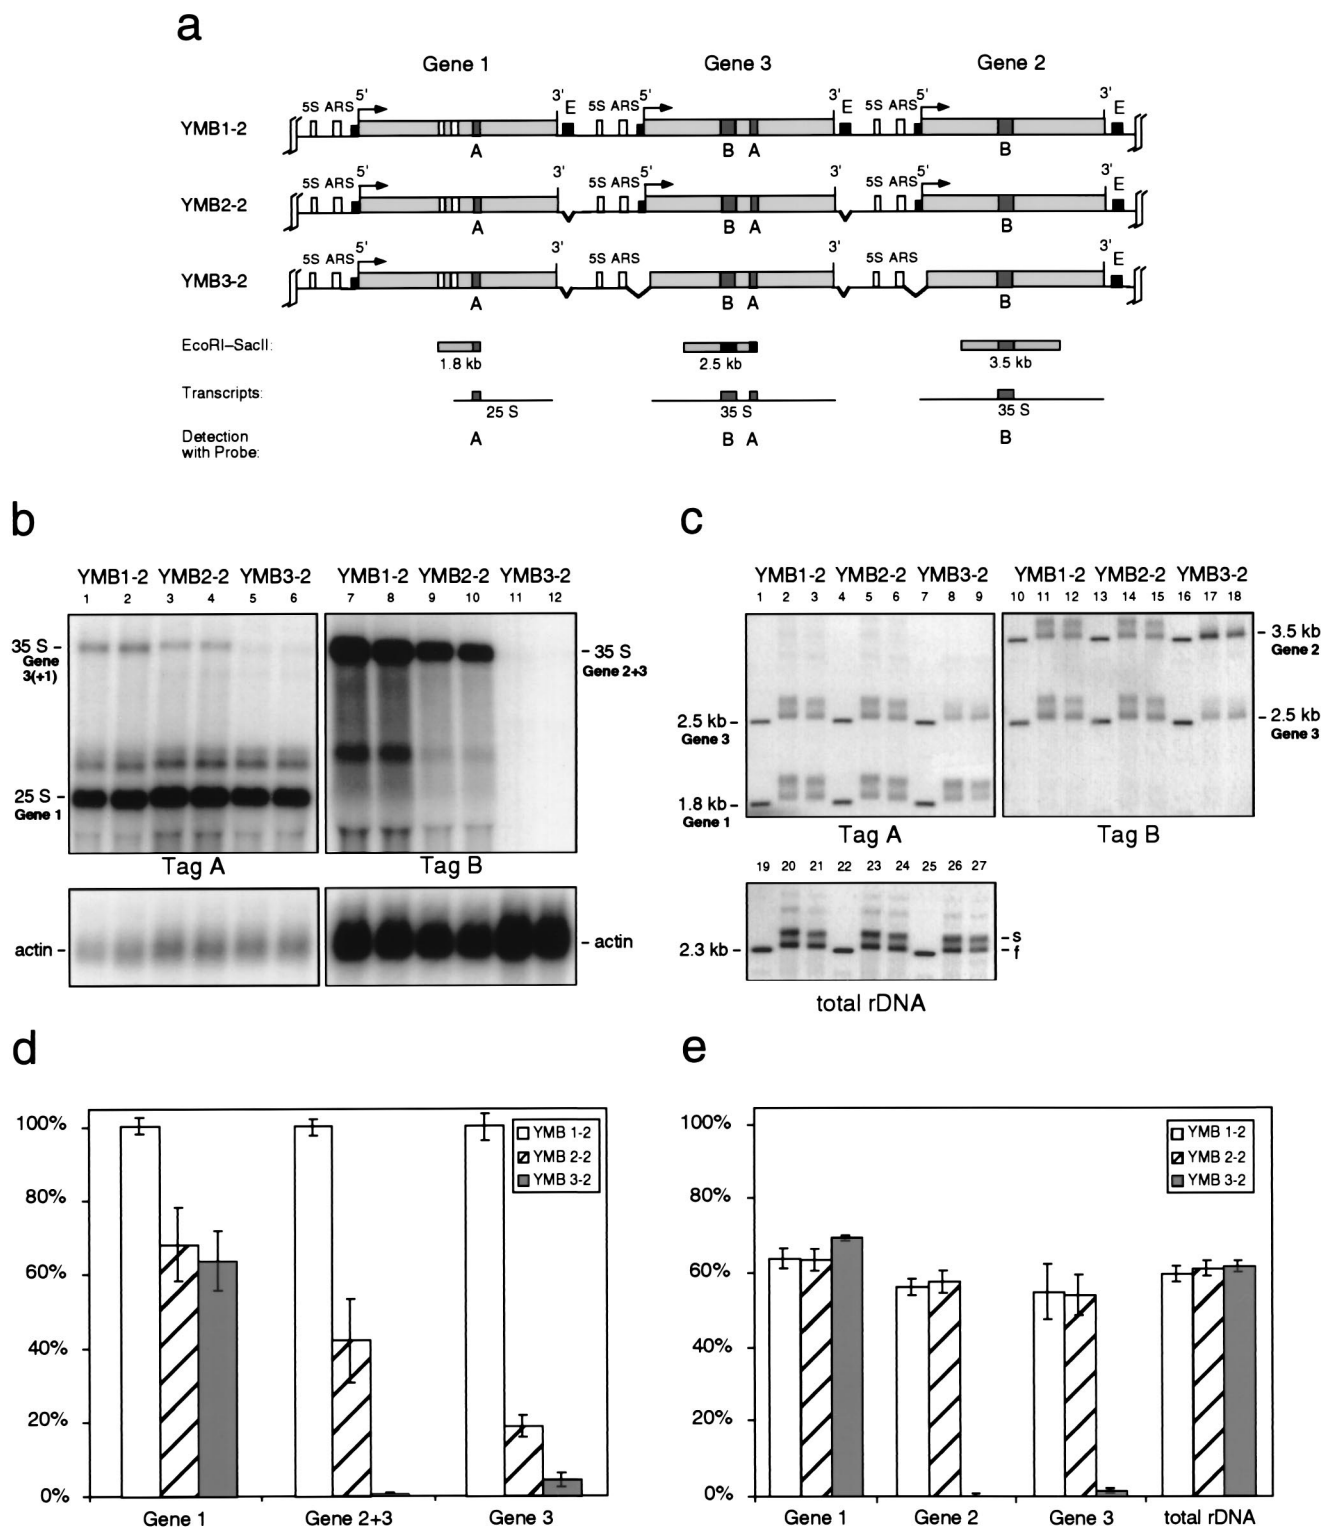 a
Gene 1 Gene 3 Gene 2
5' 3' E 5' 3' E 5' 3' E
5S ARS 5S ARS 5S ARS
YMB1-2
A B A B
5' 3' 5' 3' 5' 3' E
5S ARS 5S ARS 5S ARS
YMB2-2
A B A B
5' 3' 3' 3' E
5S ARS 5S ARS 5S ARS
YMB3-2
A B A B
EcoRI–SacII:
1.8 kb 2.5 kb 3.5 kb
Transcripts:
25 S 35 S 35 S
Detection
with Probe:
A B A B
b
YMB1-2 YMB2-2 YMB3-2 YMB1-2 YMB2-2 YMB3-2
1 2 3 4 5 6 7 8 9 10 11 12
35 S
Gene
3(+1)
35 S
Gene 2+3
25 S
Gene 1
Tag A Tag B
actin actin
c
YMB1-2 YMB2-2 YMB3-2 YMB1-2 YMB2-2 YMB3-2
1 2 3 4 5 6 7 8 9 10 11 12 13 14 15 16 17 18
3.5 kb
Gene 2
2.5 kb
Gene 3
2.5 kb
Gene 3
1.8 kb
Gene 1
Tag A Tag B
19 20 21 22 23 24 25 26 27
2.3 kb
s
f
total rDNA
d
100%
80%
60%
40%
20%
0%
YMB 1-2
YMB 2-2
YMB 3-2
Gene 1 Gene 2+3 Gene 3
e
100%
80%
60%
40%
20%
0%
YMB 1-2
YMB 2-2
YMB 3-2
Gene 1 Gene 2 Gene 3 total rDNA